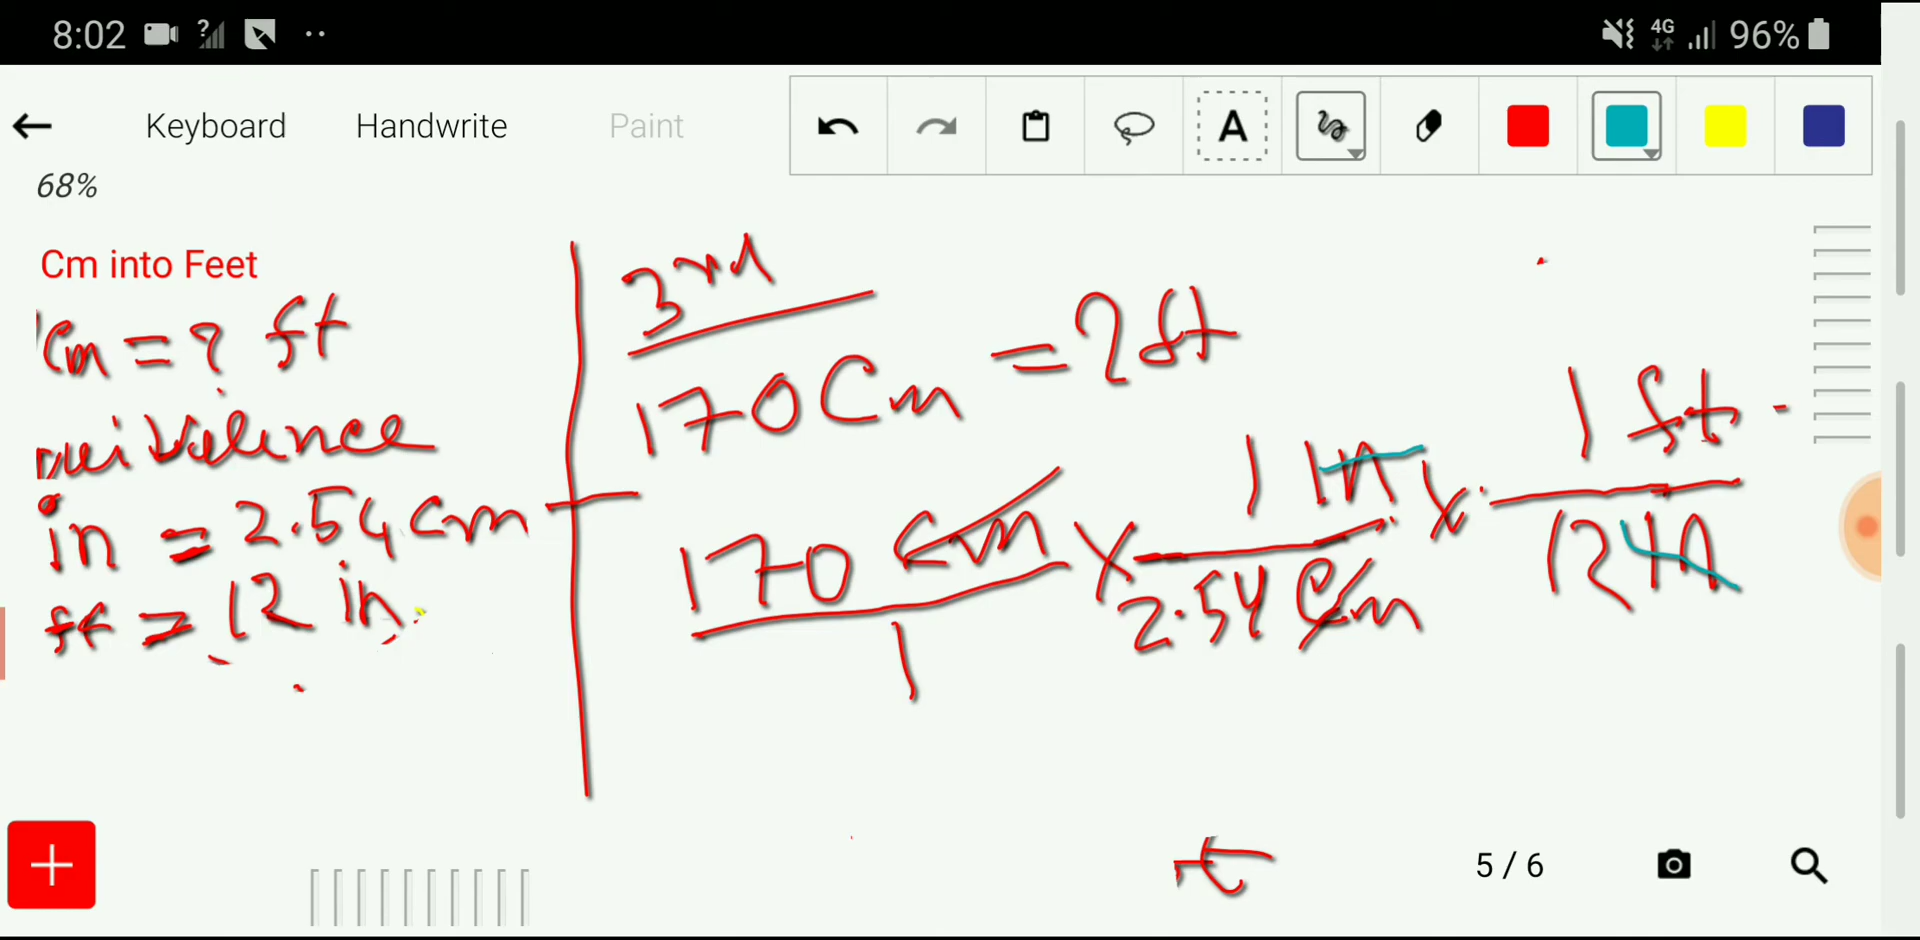 8:02
4G 96%
Keyboard Handwrite Paint
A
68%
Cm into Feet
Cm = ? ft
in = 2.54 cm
ft = 12 in
3rd
170 Cm = ? ft
170 cm × 1 in × 1 ft
1 2.54 cm 12 in
5 / 6